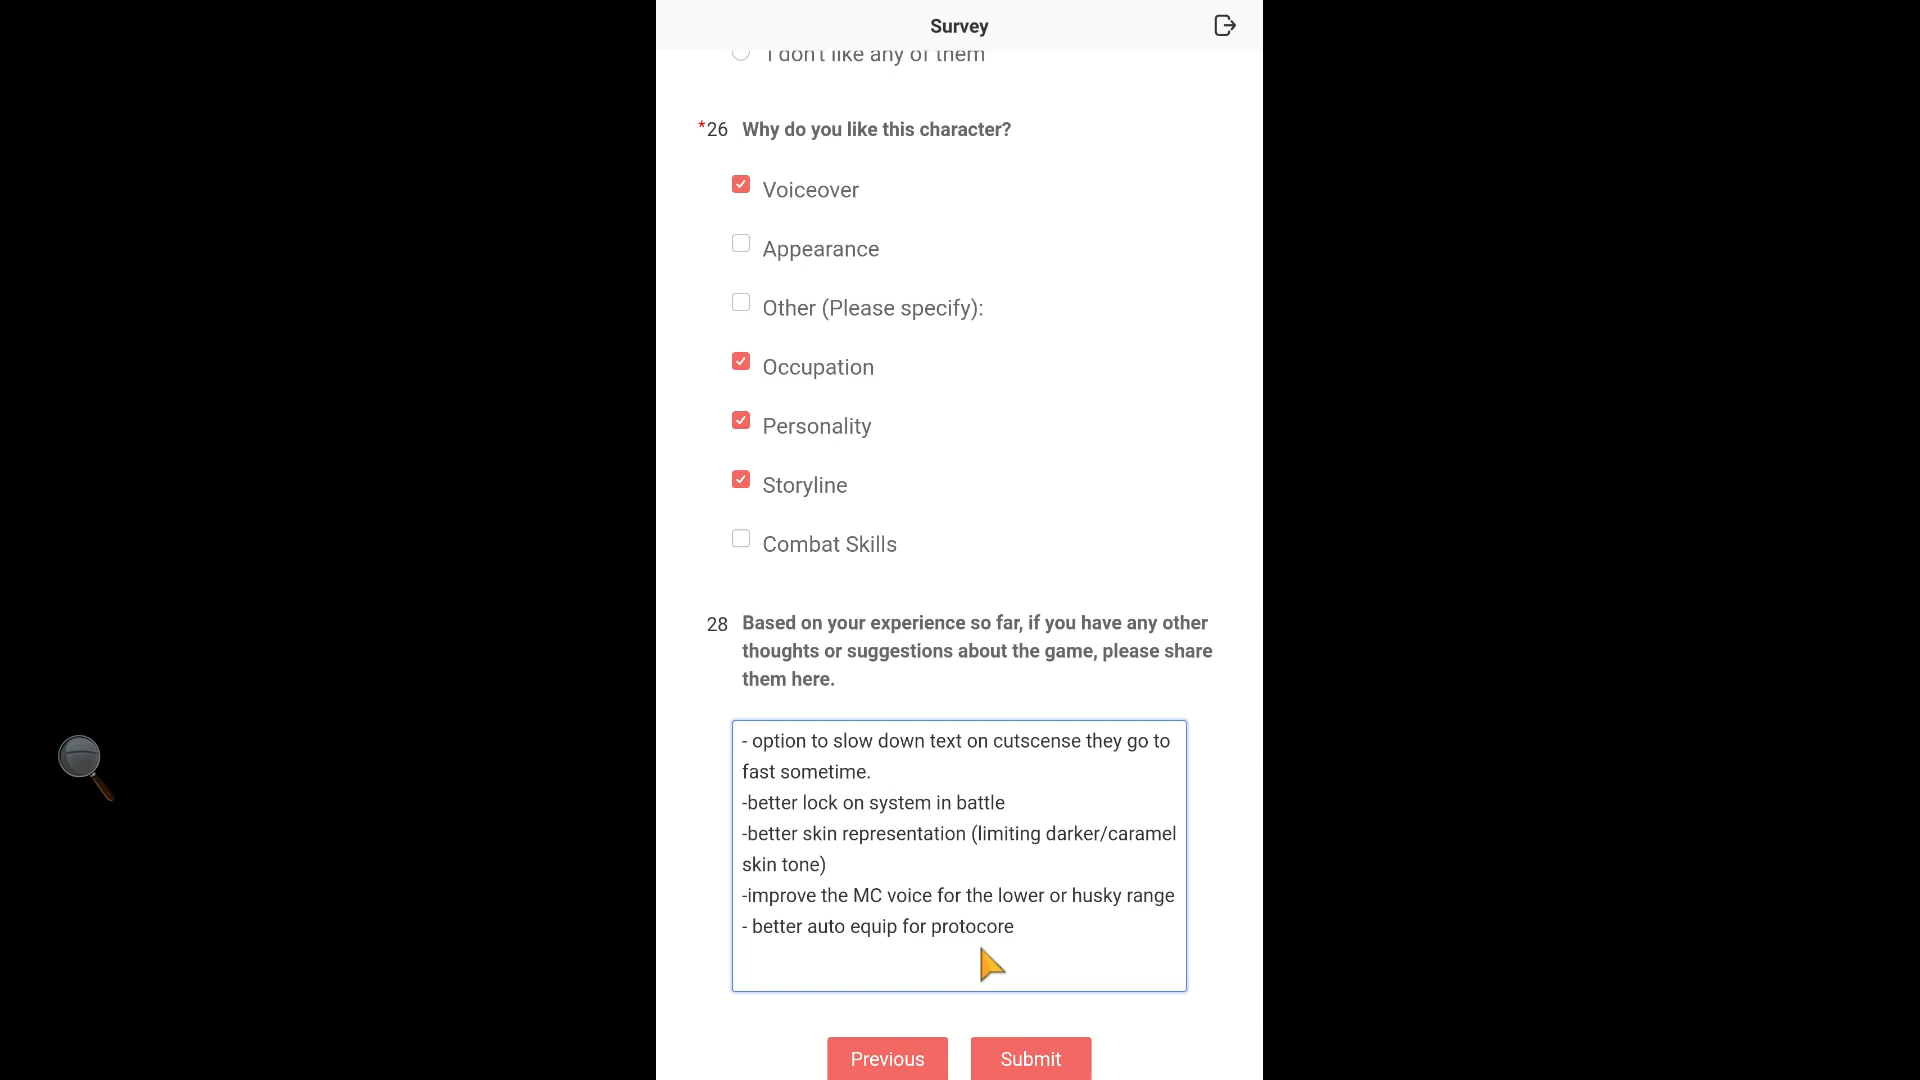 Survey
I don't like any of them
*26 Why do you like this character?
Voiceover
Appearance
Other (Please specify):
Occupation
Personality
Storyline
Combat Skills
28 Based on your experience so far, if you have any other
thoughts or suggestions about the game, please share
them here.
- option to slow down text on cutscense they go to
fast sometime.
-better lock on system in battle
-better skin representation (limiting darker/caramel
skin tone)
-improve the MC voice for the lower or husky range
- better auto equip for protocore
Previous Submit